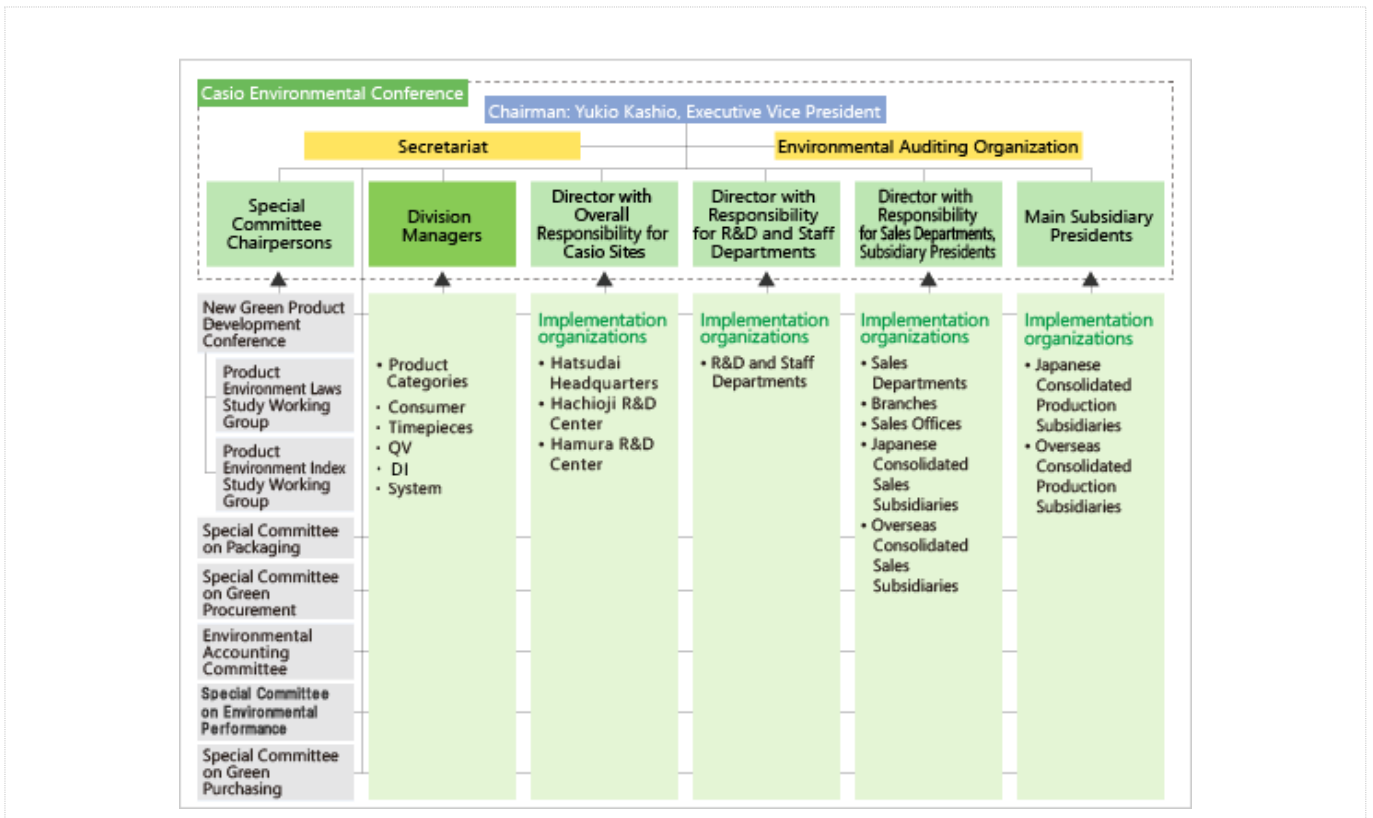 Casio Environmental Conference
Chairman: Yukio Kashio, Executive Vice President
Secretariat
Environmental Auditing Organization
Special
Committee
Chairpersons
Division
Managers
Director with
Overall
Responsibility for
Casio Sites
Director with
Responsibility
for R&D and Staff
Departments
Director with
Responsibility
for Sales Departments,
Subsidiary Presidents
Main Subsidiary
Presidents
New Green Product
Development
Conference
Product
Environment Laws
Study Working
Group
Product
Environment Index
Study Working
Group
Special Committee
on Packaging
Special Committee
on Green
Procurement
Environmental
Accounting
Committee
Special Committee
on Environmental
Performance
Special Committee
on Green
Purchasing
• Product
Categories
・ Consumer
・ Timepieces
・ QV
・ DI
・ System
Implementation
organizations
• Hatsudai
Headquarters
• Hachioji R&D
Center
• Hamura R&D
Center
Implementation
organizations
• R&D and Staff
Departments
Implementation
organizations
• Sales
Departments
• Branches
• Sales Offices
• Japanese
Consolidated
Sales
Subsidiaries
• Overseas
Consolidated
Sales
Subsidiaries
Implementation
organizations
• Japanese
Consolidated
Production
Subsidiaries
• Overseas
Consolidated
Production
Subsidiaries